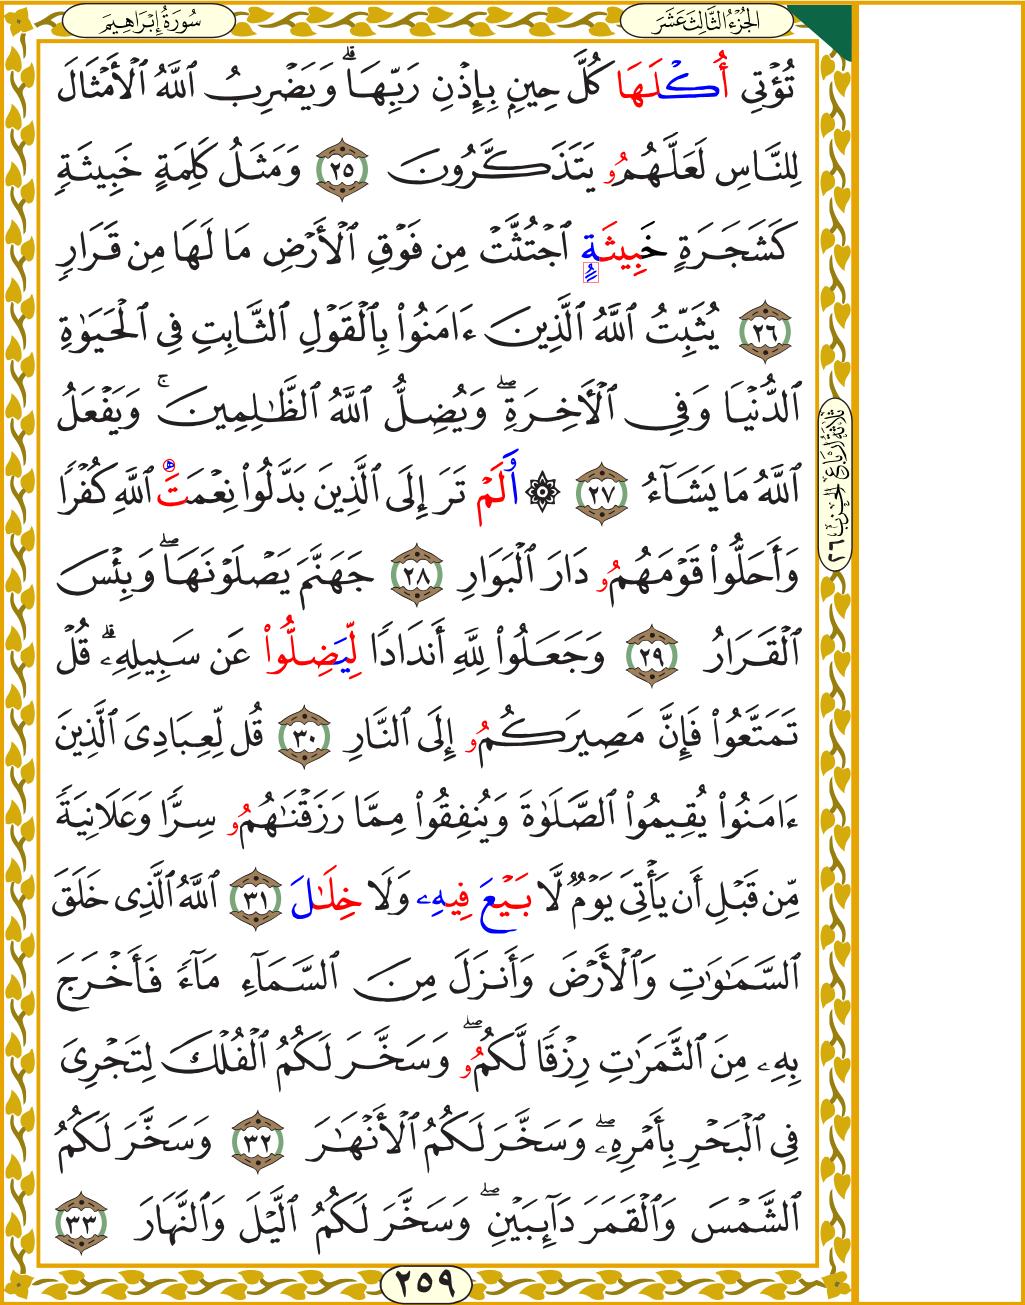 الجُزْءُ الثَّالِثَ عَشَرَ
سُورَةُ إِبْرَاهِيمَ
تُؤْتِىٓ أُكْلَهَا كُلَّ حِينٍۭ بِإِذْنِ رَبِّهَاۗ وَيَضْرِبُ ٱللَّهُ ٱلْأَمْثَالَ
لِلنَّاسِ لَعَلَّهُمُۥ يَتَذَكَّرُونَ ٢٥ وَمَثَلُ كَلِمَةٍ خَبِيثَةٍ
كَشَجَرَةٍ خَبِيثَةٍ ٱجْتُثَّتْ مِن فَوْقِ ٱلْأَرْضِ مَا لَهَا مِن قَرَارٍ
٢٦ يُثَبِّتُ ٱللَّهُ ٱلَّذِينَ ءَامَنُوا۟ بِٱلْقَوْلِ ٱلثَّابِتِ فِى ٱلْحَيَوٰةِ
ٱلدُّنْيَا وَفِى ٱلْأَخِرَةِۖ وَيُضِلُّ ٱللَّهُ ٱلظَّٰلِمِينَۚ وَيَفْعَلُ
ٱللَّهُ مَا يَشَآءُ ٢٧ ۞ أَلَمْ تَرَ إِلَى ٱلَّذِينَ بَدَّلُوا۟ نِعْمَتَ ٱللَّهِ كُفْرًا
وَأَحَلُّوا۟ قَوْمَهُمُۥ دَارَ ٱلْبَوَارِ ٢٨ جَهَنَّمَ يَصْلَوْنَهَاۖ وَبِئْسَ
ٱلْقَرَارُ ٢٩ وَجَعَلُوا۟ لِلَّهِ أَندَادًا لِّيَضِلُّوا۟ عَن سَبِيلِهِۦۗ قُلْ
تَمَتَّعُوا۟ فَإِنَّ مَصِيرَكُمُۥ إِلَى ٱلنَّارِ ٣٠ قُل لِّعِبَادِىَ ٱلَّذِينَ
ءَامَنُوا۟ يُقِيمُوا۟ ٱلصَّلَوٰةَ وَيُنفِقُوا۟ مِمَّا رَزَقْنَٰهُمُۥ سِرًّا وَعَلَانِيَةً
مِّن قَبْلِ أَن يَأْتِىَ يَوْمٌ لَّا بَيْعَ فِيهِۦ وَلَا خِلَٰلَ ٣١ ٱللَّهُ ٱلَّذِى خَلَقَ
ٱلسَّمَٰوَٰتِ وَٱلْأَرْضَ وَأَنزَلَ مِنَ ٱلسَّمَآءِ مَآءً فَأَخْرَجَ
بِهِۦ مِنَ ٱلثَّمَرَٰتِ رِزْقًا لَّكُمُۥۖ وَسَخَّرَ لَكُمُ ٱلْفُلْكَ لِتَجْرِىَ
فِى ٱلْبَحْرِ بِأَمْرِهِۦۖ وَسَخَّرَ لَكُمُ ٱلْأَنْهَٰرَ ٣٢ وَسَخَّرَ لَكُمُ
ٱلشَّمْسَ وَٱلْقَمَرَ دَآئِبَيْنِۖ وَسَخَّرَ لَكُمُ ٱلَّيْلَ وَٱلنَّهَارَ ٣٣
ثَلَاثَةُ أَرْبَاعِ الحِزْب ٢٦
٢٥٩